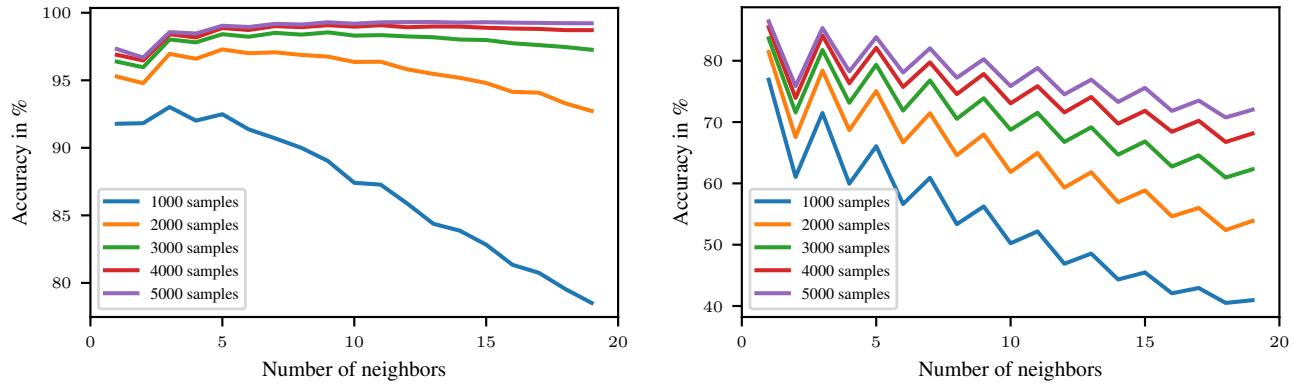 100
95
90
85
80
Accuracy in %
1000 samples
2000 samples
3000 samples
4000 samples
5000 samples
0
5
10
15
20
Number of neighbors
80
70
60
50
40
Accuracy in %
1000 samples
2000 samples
3000 samples
4000 samples
5000 samples
0
5
10
15
20
Number of neighbors